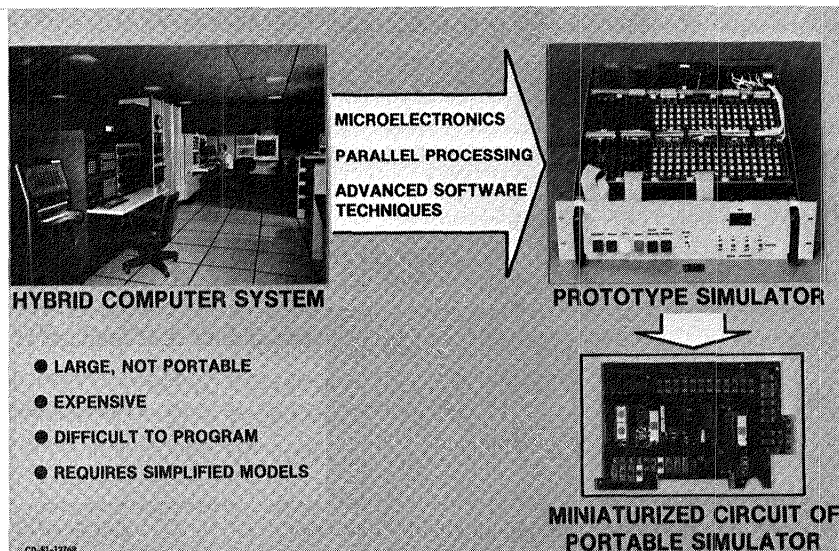 MICROELECTRONICS
PARALLEL PROCESSING
ADVANCED SOFTWARE
TECHNIQUES
HYBRID COMPUTER SYSTEM
PROTOTYPE SIMULATOR
● LARGE, NOT PORTABLE
● EXPENSIVE
● DIFFICULT TO PROGRAM
● REQUIRES SIMPLIFIED MODELS
MINIATURIZED CIRCUIT OF
PORTABLE SIMULATOR